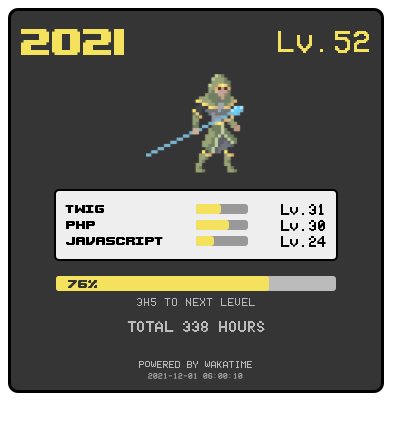 2021 Lv.52
TWIG Lv.31
PHP Lv.30
JAVASCRIPT Lv.24
76%
3H5 TO NEXT LEVEL
TOTAL 338 HOURS
POWERED BY WAKATIME
2021-12-01 06:00:10